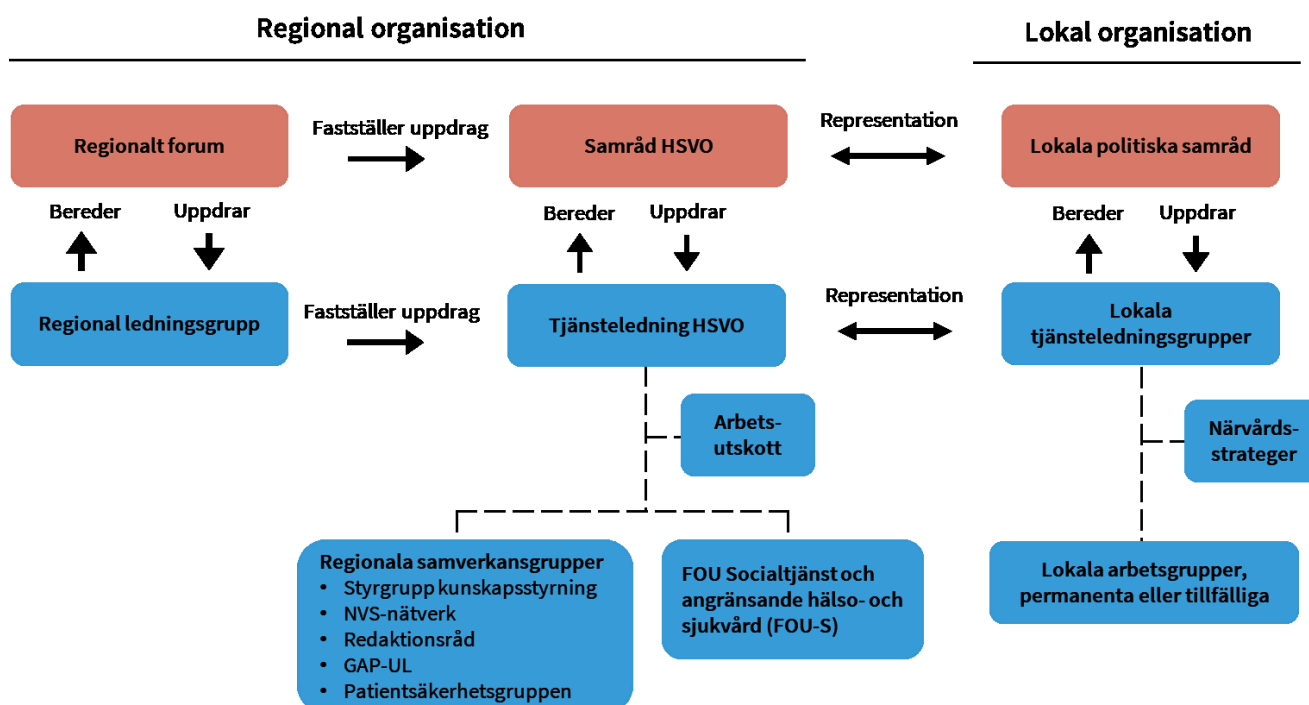 Regional organisation
Lokal organisation
Regionalt forum
Fastställer uppdrag
Samråd HSVO
Representation
Lokala politiska samråd
Bereder
Uppdrar
Bereder
Uppdrar
Bereder
Uppdrar
Regional ledningsgrupp
Fastställer uppdrag
Tjänsteledning HSVO
Representation
Lokala
tjänsteledningsgrupper
Arbets-
utskott
Närvårds-
strateger
Regionala samverkansgrupper
• Styrgrupp kunskapsstyrning
• NVS-nätverk
• Redaktionsråd
• GAP-UL
• Patientsäkerhetsgruppen
FOU Socialtjänst och
angränsande hälso- och
sjukvård (FOU-S)
Lokala arbetsgrupper,
permanenta eller tillfälliga